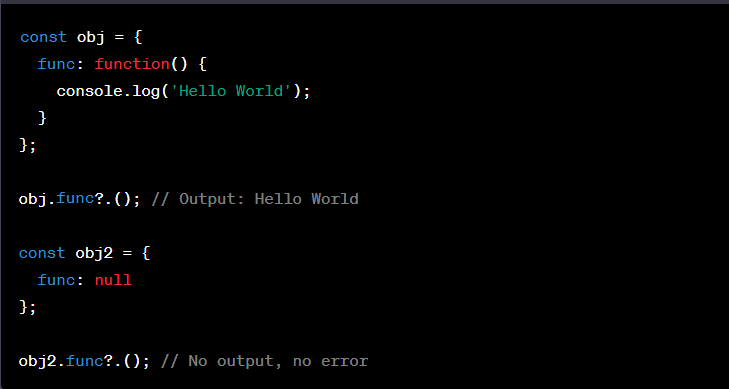 const obj = {
  func: function() {
    console.log('Hello World');
  }
};

obj.func?.(); // Output: Hello World

const obj2 = {
  func: null
};

obj2.func?.(); // No output, no error